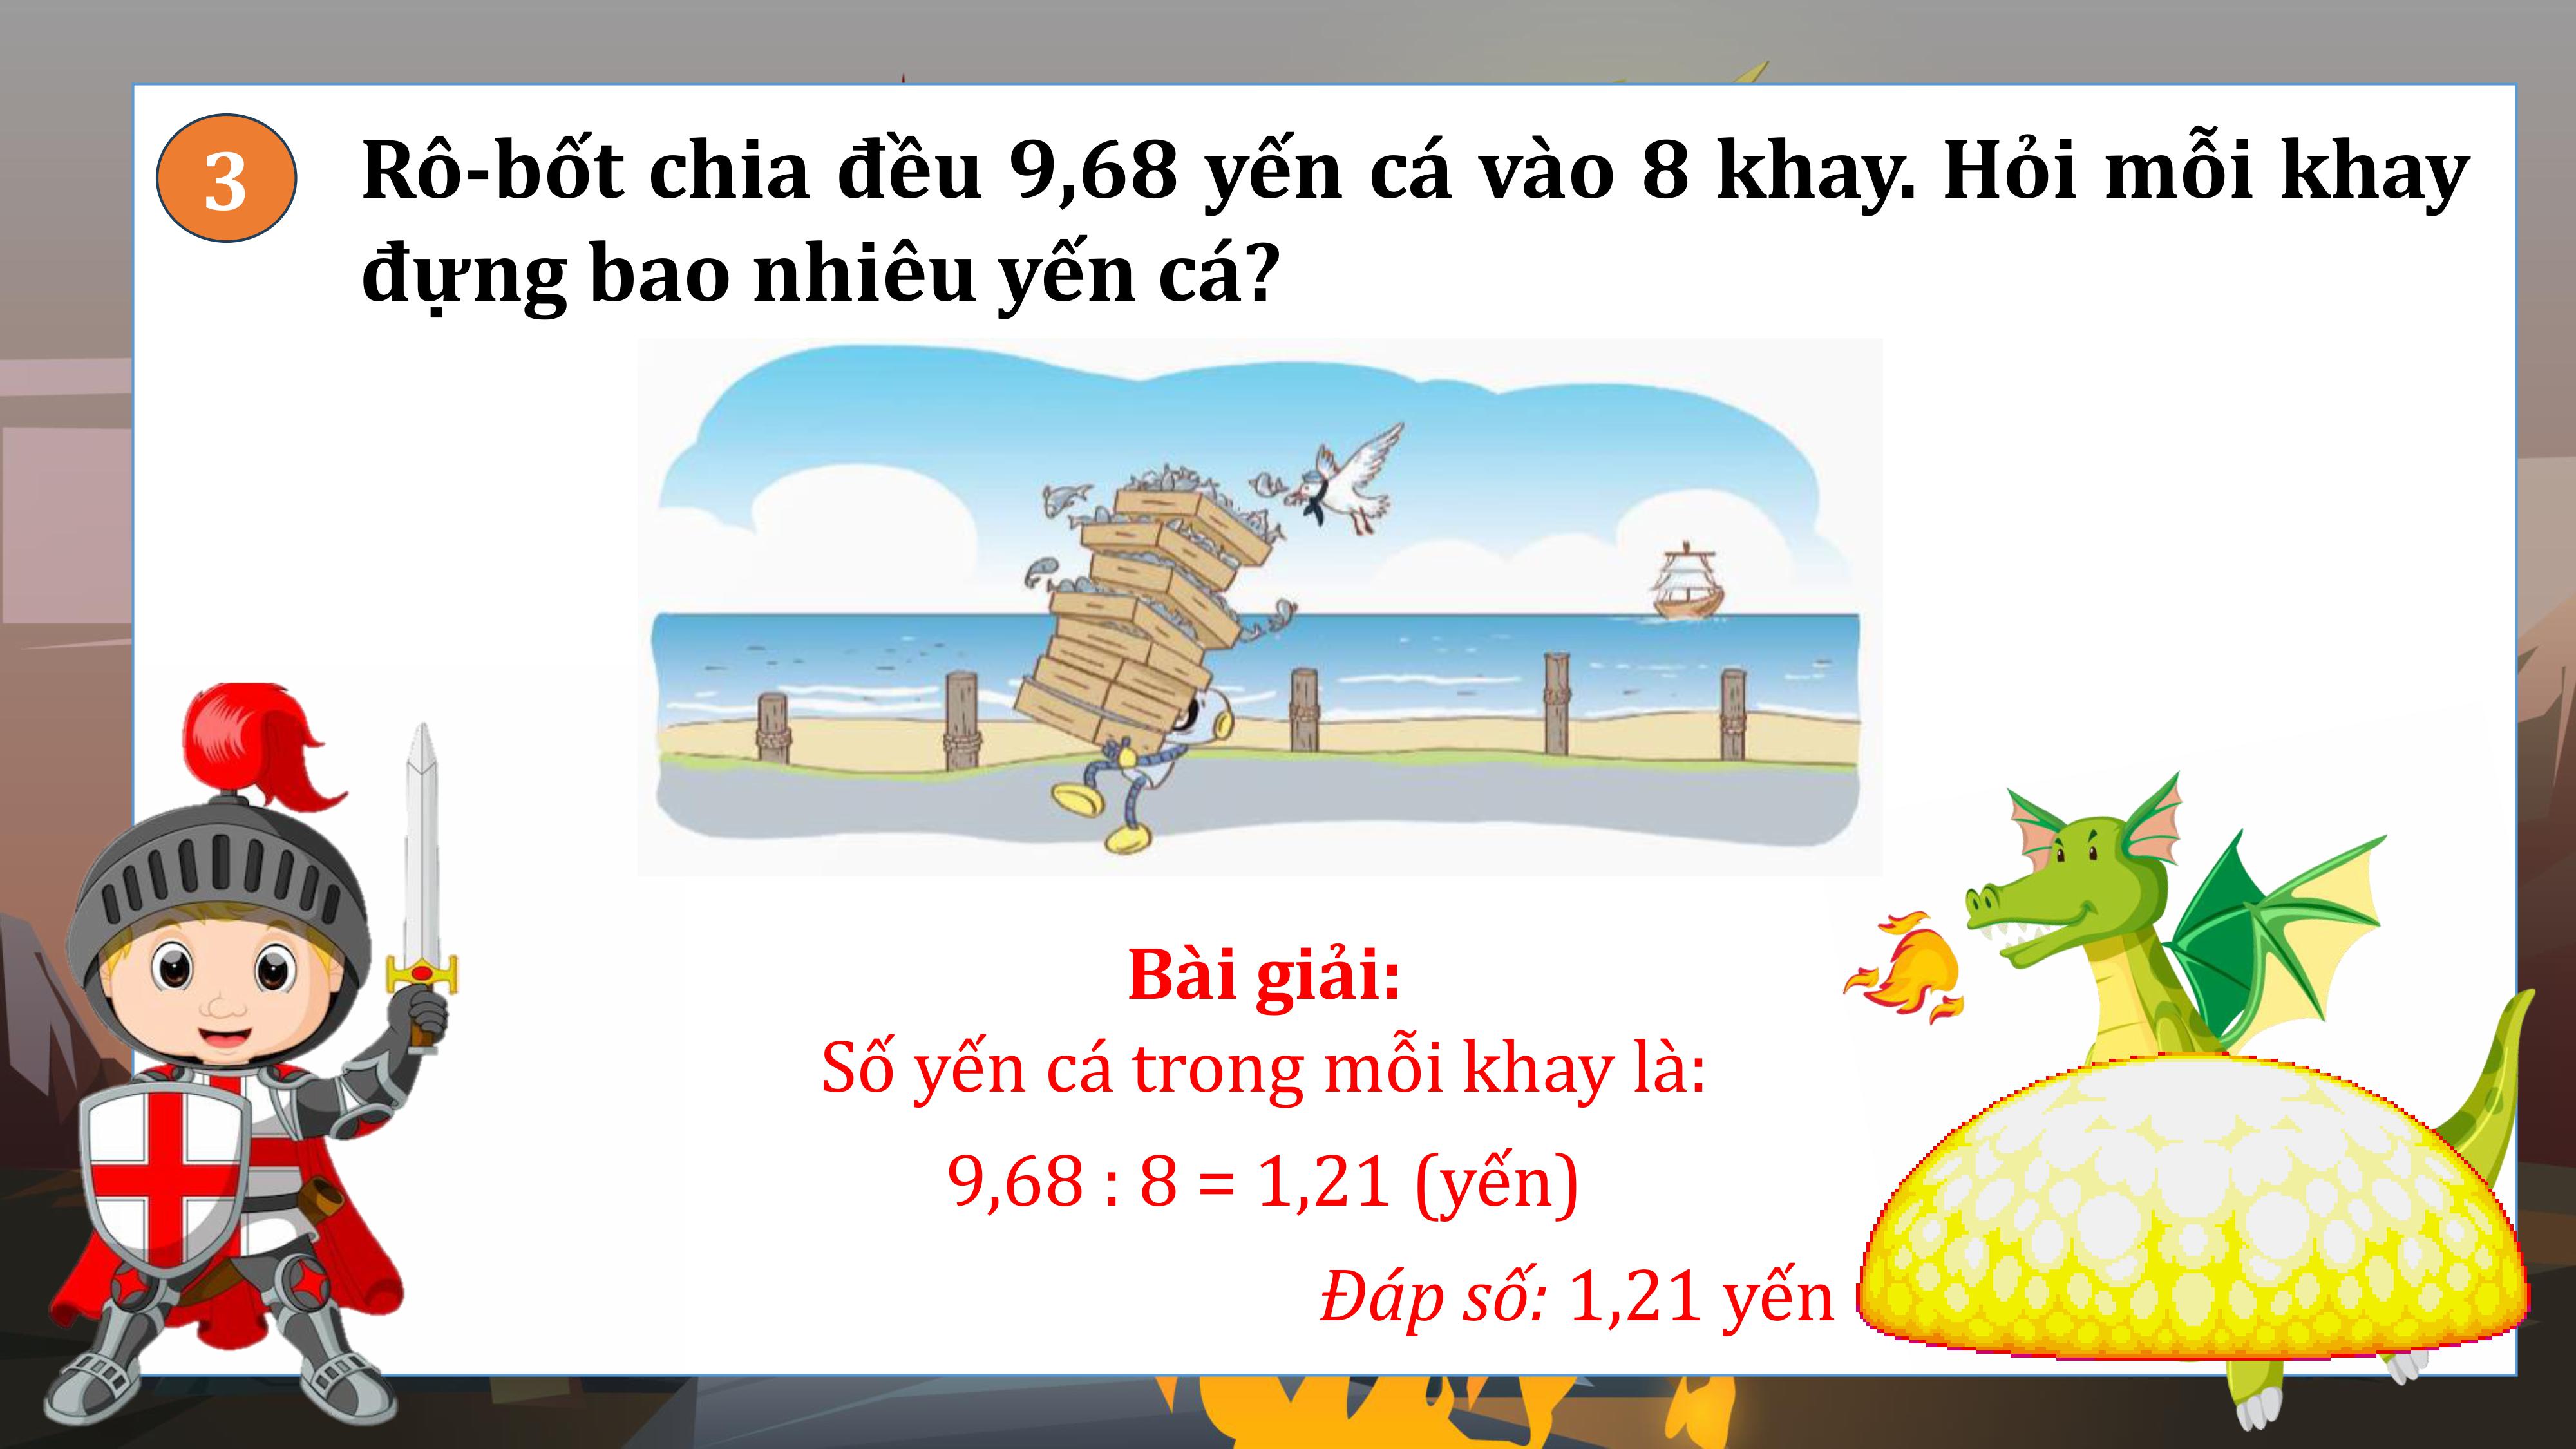 3
Rô-bốt chia đều 9,68 yến cá vào 8 khay. Hỏi mỗi khay
đựng bao nhiêu yến cá?
Bài giải:
Số yến cá trong mỗi khay là:
9,68 : 8 = 1,21 (yến)
Đáp số: 1,21 yến